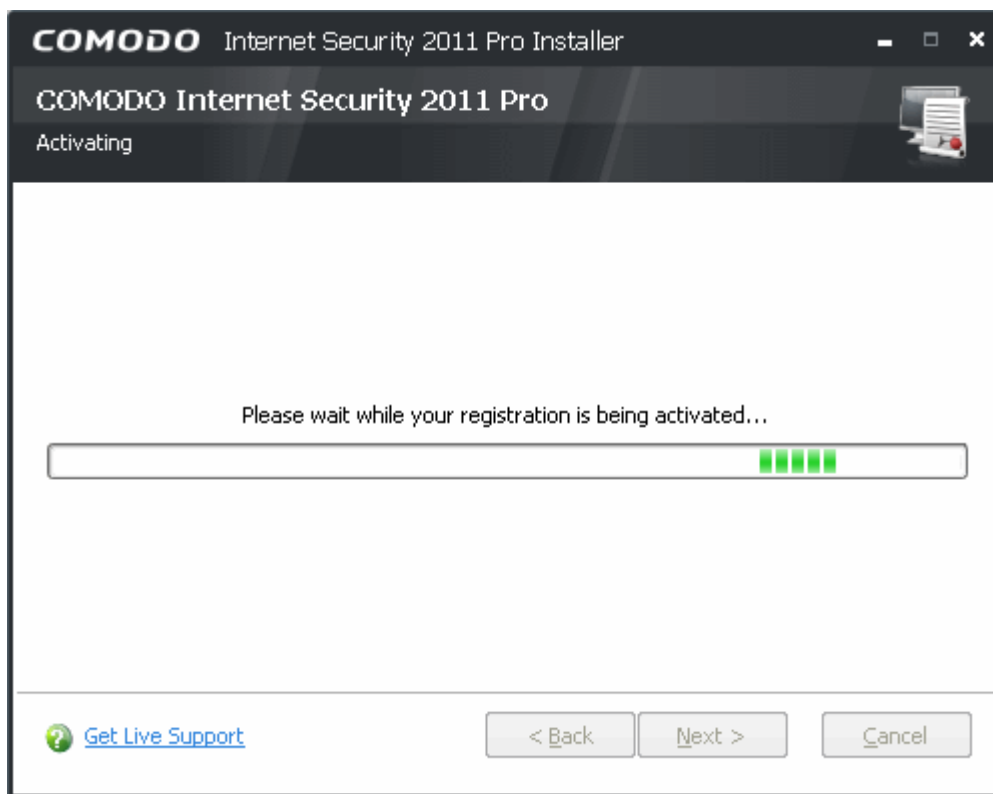 COMODO Internet Security 2011 Pro Installer
COMODO Internet Security 2011 Pro
Activating
Please wait while your registration is being activated...
Get Live Support
< Back
Next >
Cancel